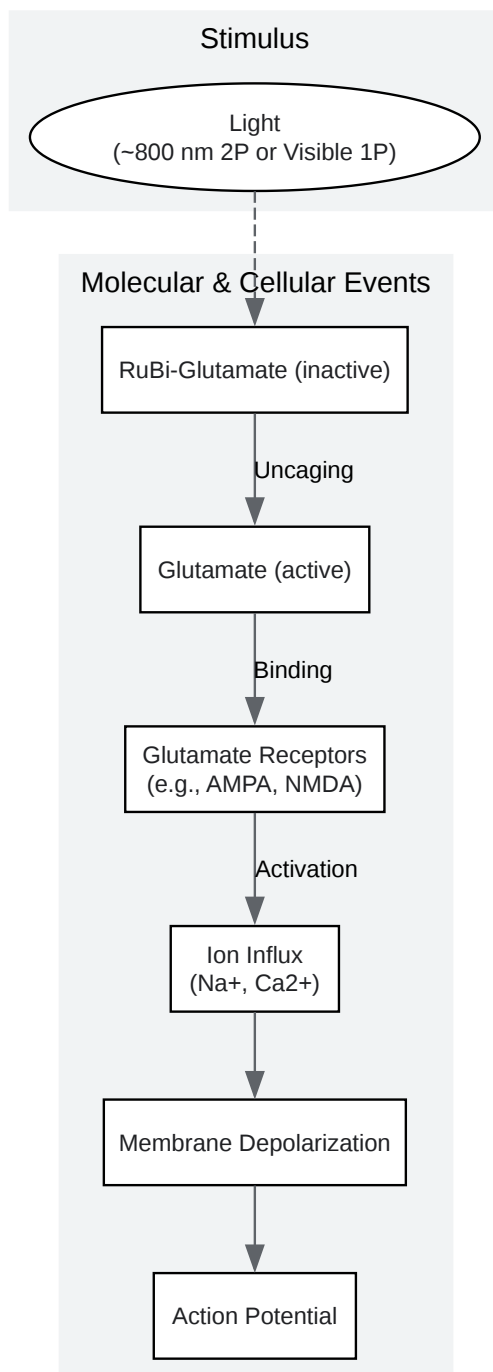 Stimulus
Light
(~800 nm 2P or Visible 1P)
Molecular & Cellular Events
RuBi-Glutamate (inactive)
Uncaging
Glutamate (active)
Binding
Glutamate Receptors
(e.g., AMPA, NMDA)
Activation
Ion Influx
(Na+, Ca2+)
Membrane Depolarization
Action Potential